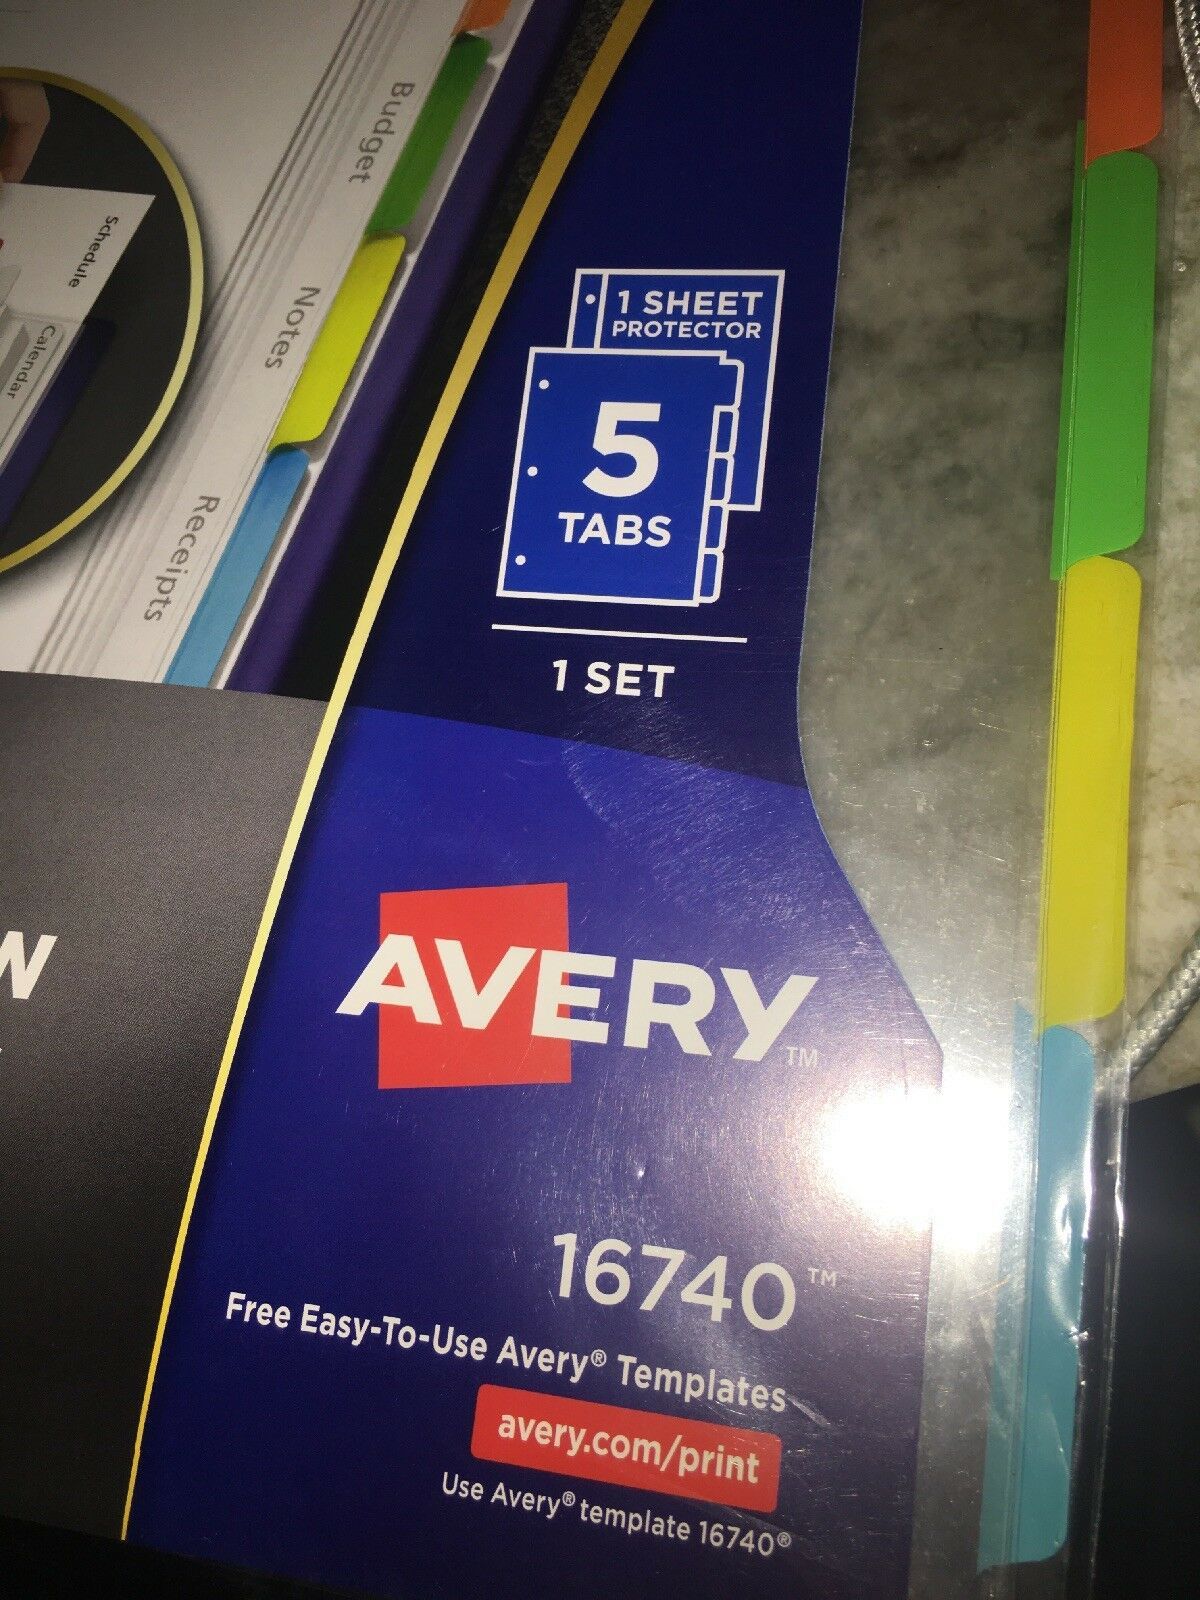 Budget
Notes
Receipts
Schedule
Calendar
1 SHEET
PROTECTOR
5
TABS
1 SET
W
AVERY™
16740™
Free Easy-To-Use Avery® Templates
avery.com/print
Use Avery® template 16740®